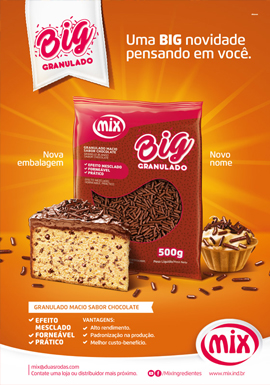 Big
GRANULADO
Uma BIG novidade
pensando em você.
Nova
embalagem
Novo
nome
mix
GRANULADO MACIO
SABOR CHOCOLATE
EFEITO MESCLADO
FORNEÁVEL
PRÁTICO
Big
GRANULADO
500g
GRANULADO MACIO SABOR CHOCOLATE
EFEITO
MESCLADO
FORNEÁVEL
PRÁTICO
VANTAGENS:
Alto rendimento.
Padronização na produção.
Melhor custo-benefício.
mix
mix@duasrodas.com
Contate uma loja ou distribuidor mais próximo.
/MixIngredientes
www.mix.ind.br